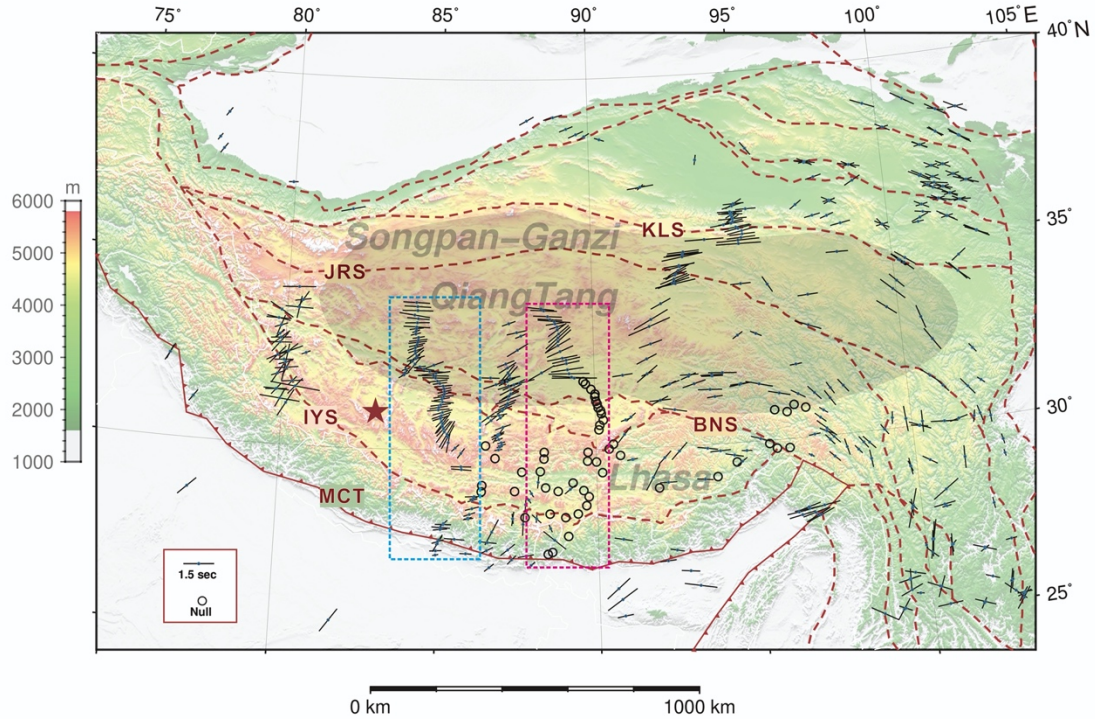 75°
80°
85°
90°
95°
100°
105°E
40°N
m
6000
5000
4000
3000
2000
1000
Songpan-Ganzi
KLS
35°
JRS
QiangTang
IYS
BNS
30°
Lhasa
MCT
1.5 sec
Null
25°
0 km
1000 km